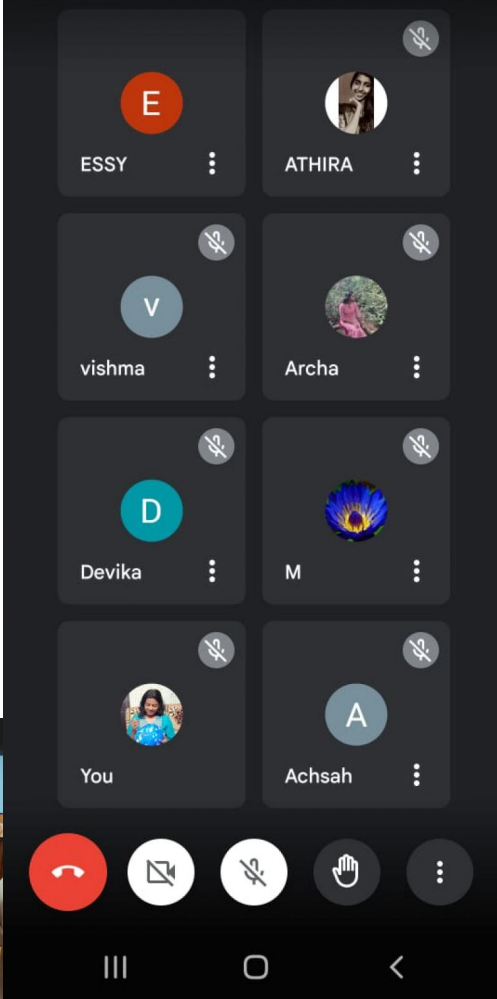 E
ESSY
ATHIRA
V
vishma
Archa
D
Devika
M
You
A
Achsah